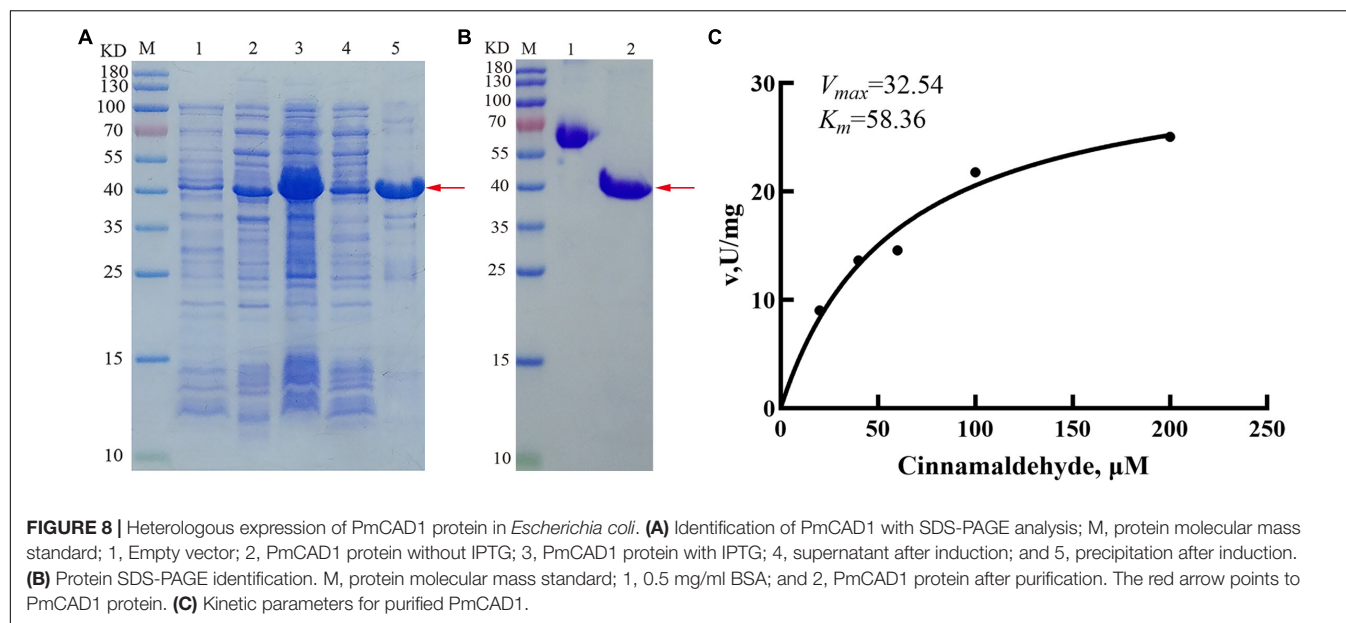 A
KD M 1 2 3 4 5
180
130
100
70
55
40
35
25
15
10
B
KD M 1 2
180
130
100
70
55
40
35
25
15
10
C
V_max=32.54
K_m=58.36
30
20
10
0
v,U/mg
0 50 100 150 200 250
Cinnamaldehyde, µM
FIGURE 8 | Heterologous expression of PmCAD1 protein in Escherichia coli. (A) Identification of PmCAD1 with SDS-PAGE analysis; M, protein molecular mass
standard; 1, Empty vector; 2, PmCAD1 protein without IPTG; 3, PmCAD1 protein with IPTG; 4, supernatant after induction; and 5, precipitation after induction.
(B) Protein SDS-PAGE identification. M, protein molecular mass standard; 1, 0.5 mg/ml BSA; and 2, PmCAD1 protein after purification. The red arrow points to
PmCAD1 protein. (C) Kinetic parameters for purified PmCAD1.